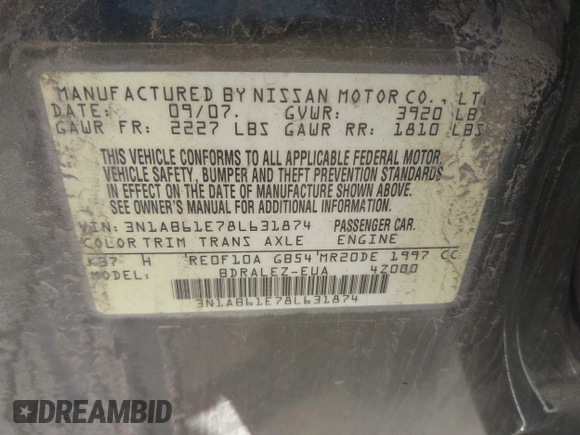 MANUFACTURED BY NISSAN MOTOR CO., LT
DATE: 09/07. GVWR: 3920 LB
GAWR FR: 2227 LBS GAWR RR: 1810 LBS
THIS VEHICLE CONFORMS TO ALL APPLICABLE FEDERAL MOTOR
VEHICLE SAFETY, BUMPER, AND THEFT PREVENTION STANDARDS
IN EFFECT ON THE DATE OF MANUFACTURE SHOWN ABOVE.
SEE OWNER'S MANUAL FOR ADDITIONAL INFORMATION.
VIN: 3N1AB61E78L631874 PASSENGER CAR.
COLOR TRIM TRANS AXLE ENGINE
K37 H RE0F10A GB54 MR20DE 1997 CC
MODEL: BDRALEZ-EUA 4Z000
3N1AB61E78L631874
DREAMBID